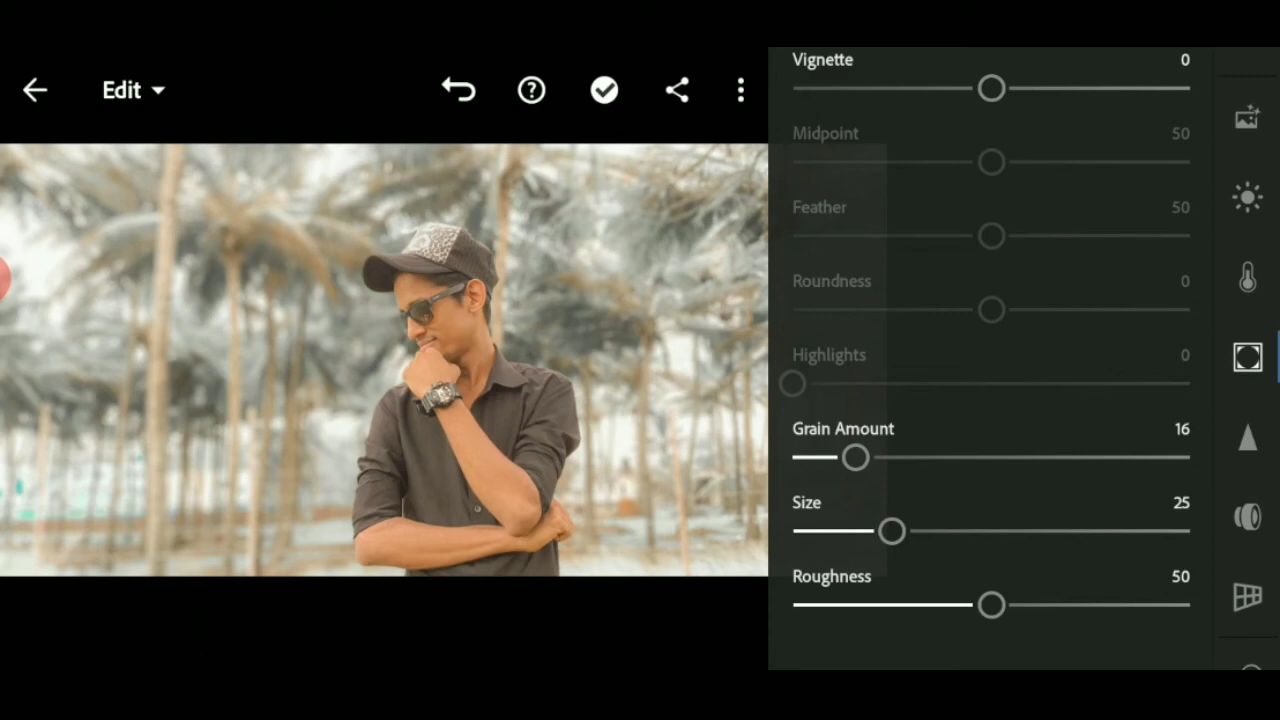 Edit
Vignette 0
Midpoint 50
Feather 50
Roundness 0
Highlights 0
Grain Amount 16
Size 25
Roughness 50